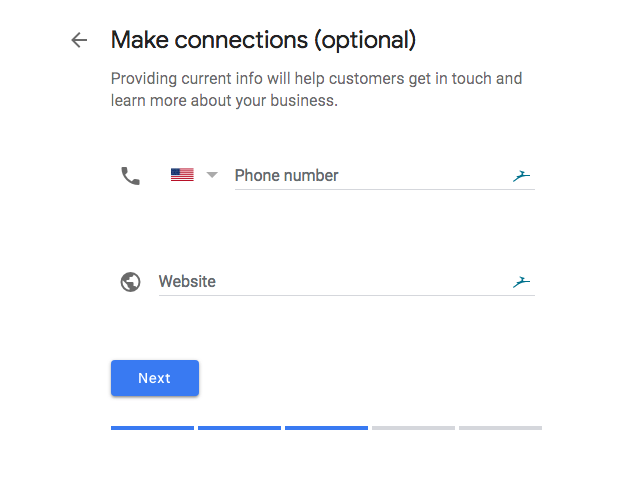 Make connections (optional)
Providing current info will help customers get in touch and
learn more about your business.
Phone number
Website
Next